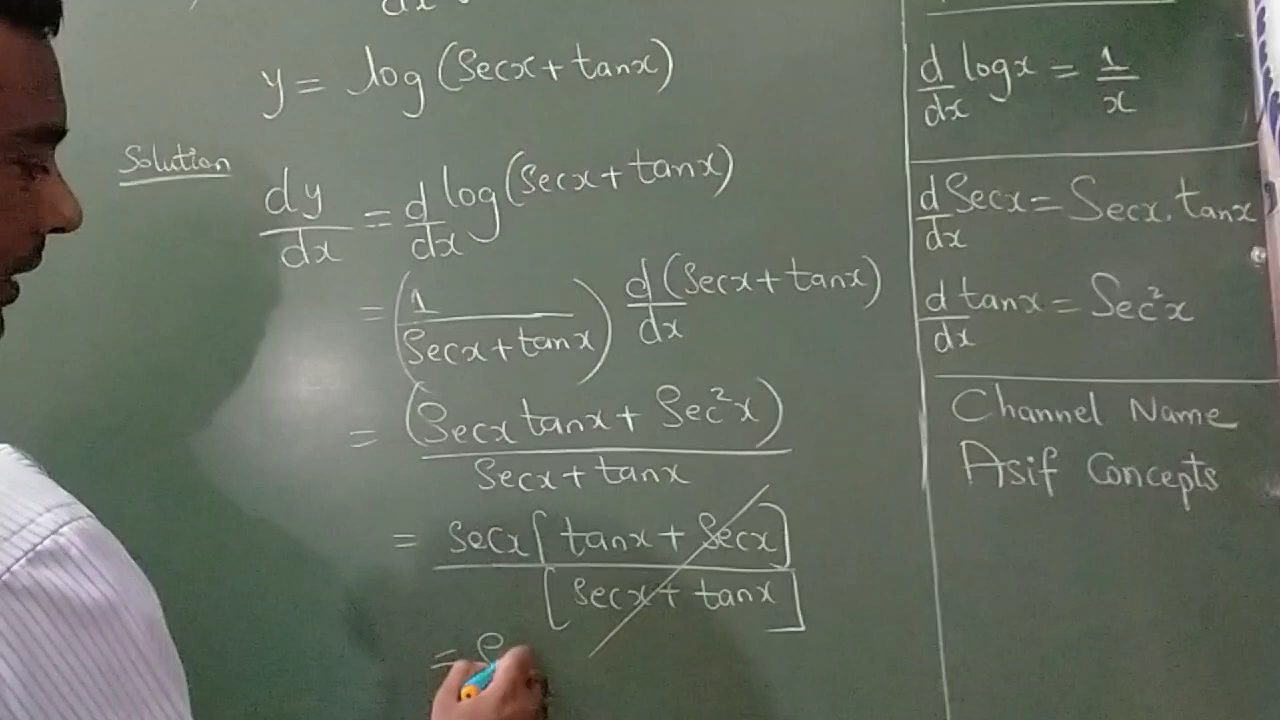 dx
y = log (Secx + tanx)
Solution
dy/dx = d/dx log (Secx + tanx)
= (1/(Secx + tanx)) d/dx (Secx + tanx)
= (Secx tanx + Sec²x)/(Secx + tanx)
= Secx [tanx + Secx]/[Secx + tanx]
= S
d/dx logx = 1/x
d/dx Secx = Secx . tanx
d/dx tanx = Sec²x
Channel Name
Asif Concepts